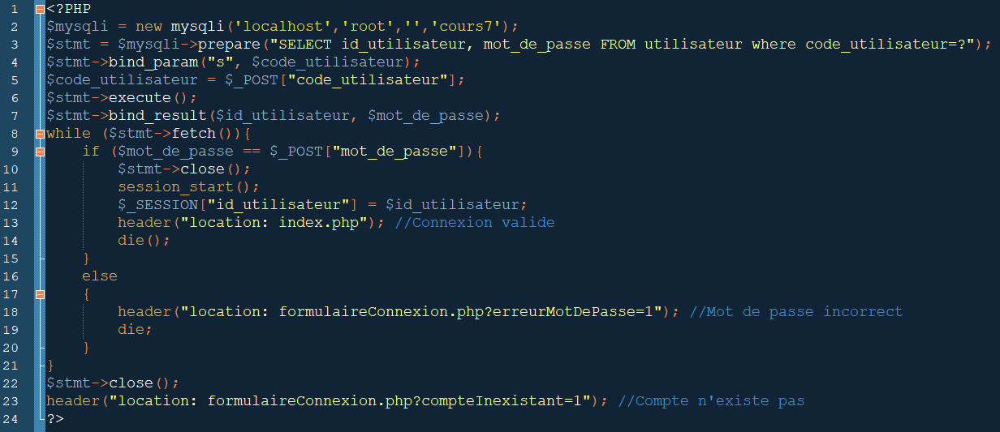 1 <?PHP
2 $mysqli = new mysqli('localhost','root','','cours7');
3 $stmt = $mysqli->prepare("SELECT id_utilisateur, mot_de_passe FROM utilisateur where code_utilisateur=?");
4 $stmt->bind_param("s", $code_utilisateur);
5 $code_utilisateur = $_POST["code_utilisateur"];
6 $stmt->execute();
7 $stmt->bind_result($id_utilisateur, $mot_de_passe);
8 while ($stmt->fetch()){
9     if ($mot_de_passe == $_POST["mot_de_passe"]){
10         $stmt->close();
11         session_start();
12         $_SESSION["id_utilisateur"] = $id_utilisateur;
13         header("location: index.php"); //Connexion valide
14         die();
15     }
16     else
17     {
18         header("location: formulaireConnexion.php?erreurMotDePasse=1"); //Mot de passe incorrect
19         die;
20     }
21 }
22 $stmt->close();
23 header("location: formulaireConnexion.php?compteInexistant=1"); //Compte n'existe pas
24 ?>